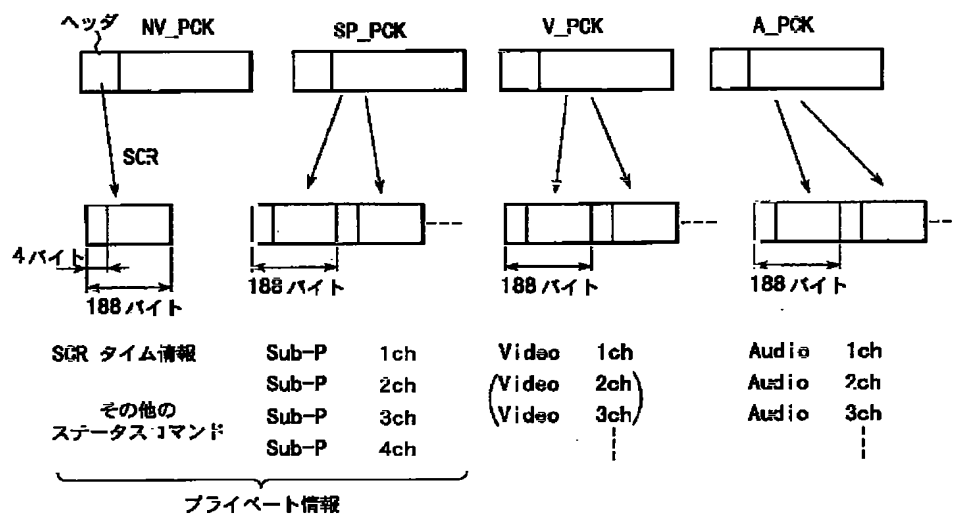 ヘッダ
NV_PCK
SP_PCK
V_PCK
A_PCK
SCR
4バイト
188バイト
188バイト
188バイト
188バイト
SCR タイム情報
その他の
ステータスコマンド
Sub-P 1ch
Sub-P 2ch
Sub-P 3ch
Sub-P 4ch
Video 1ch
(Video 2ch
Video 3ch)
Audio 1ch
Audio 2ch
Audio 3ch
プライベート情報